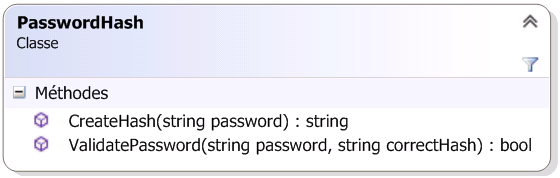 PasswordHash
Classe
Méthodes
CreateHash(string password) : string
ValidatePassword(string password, string correctHash) : bool